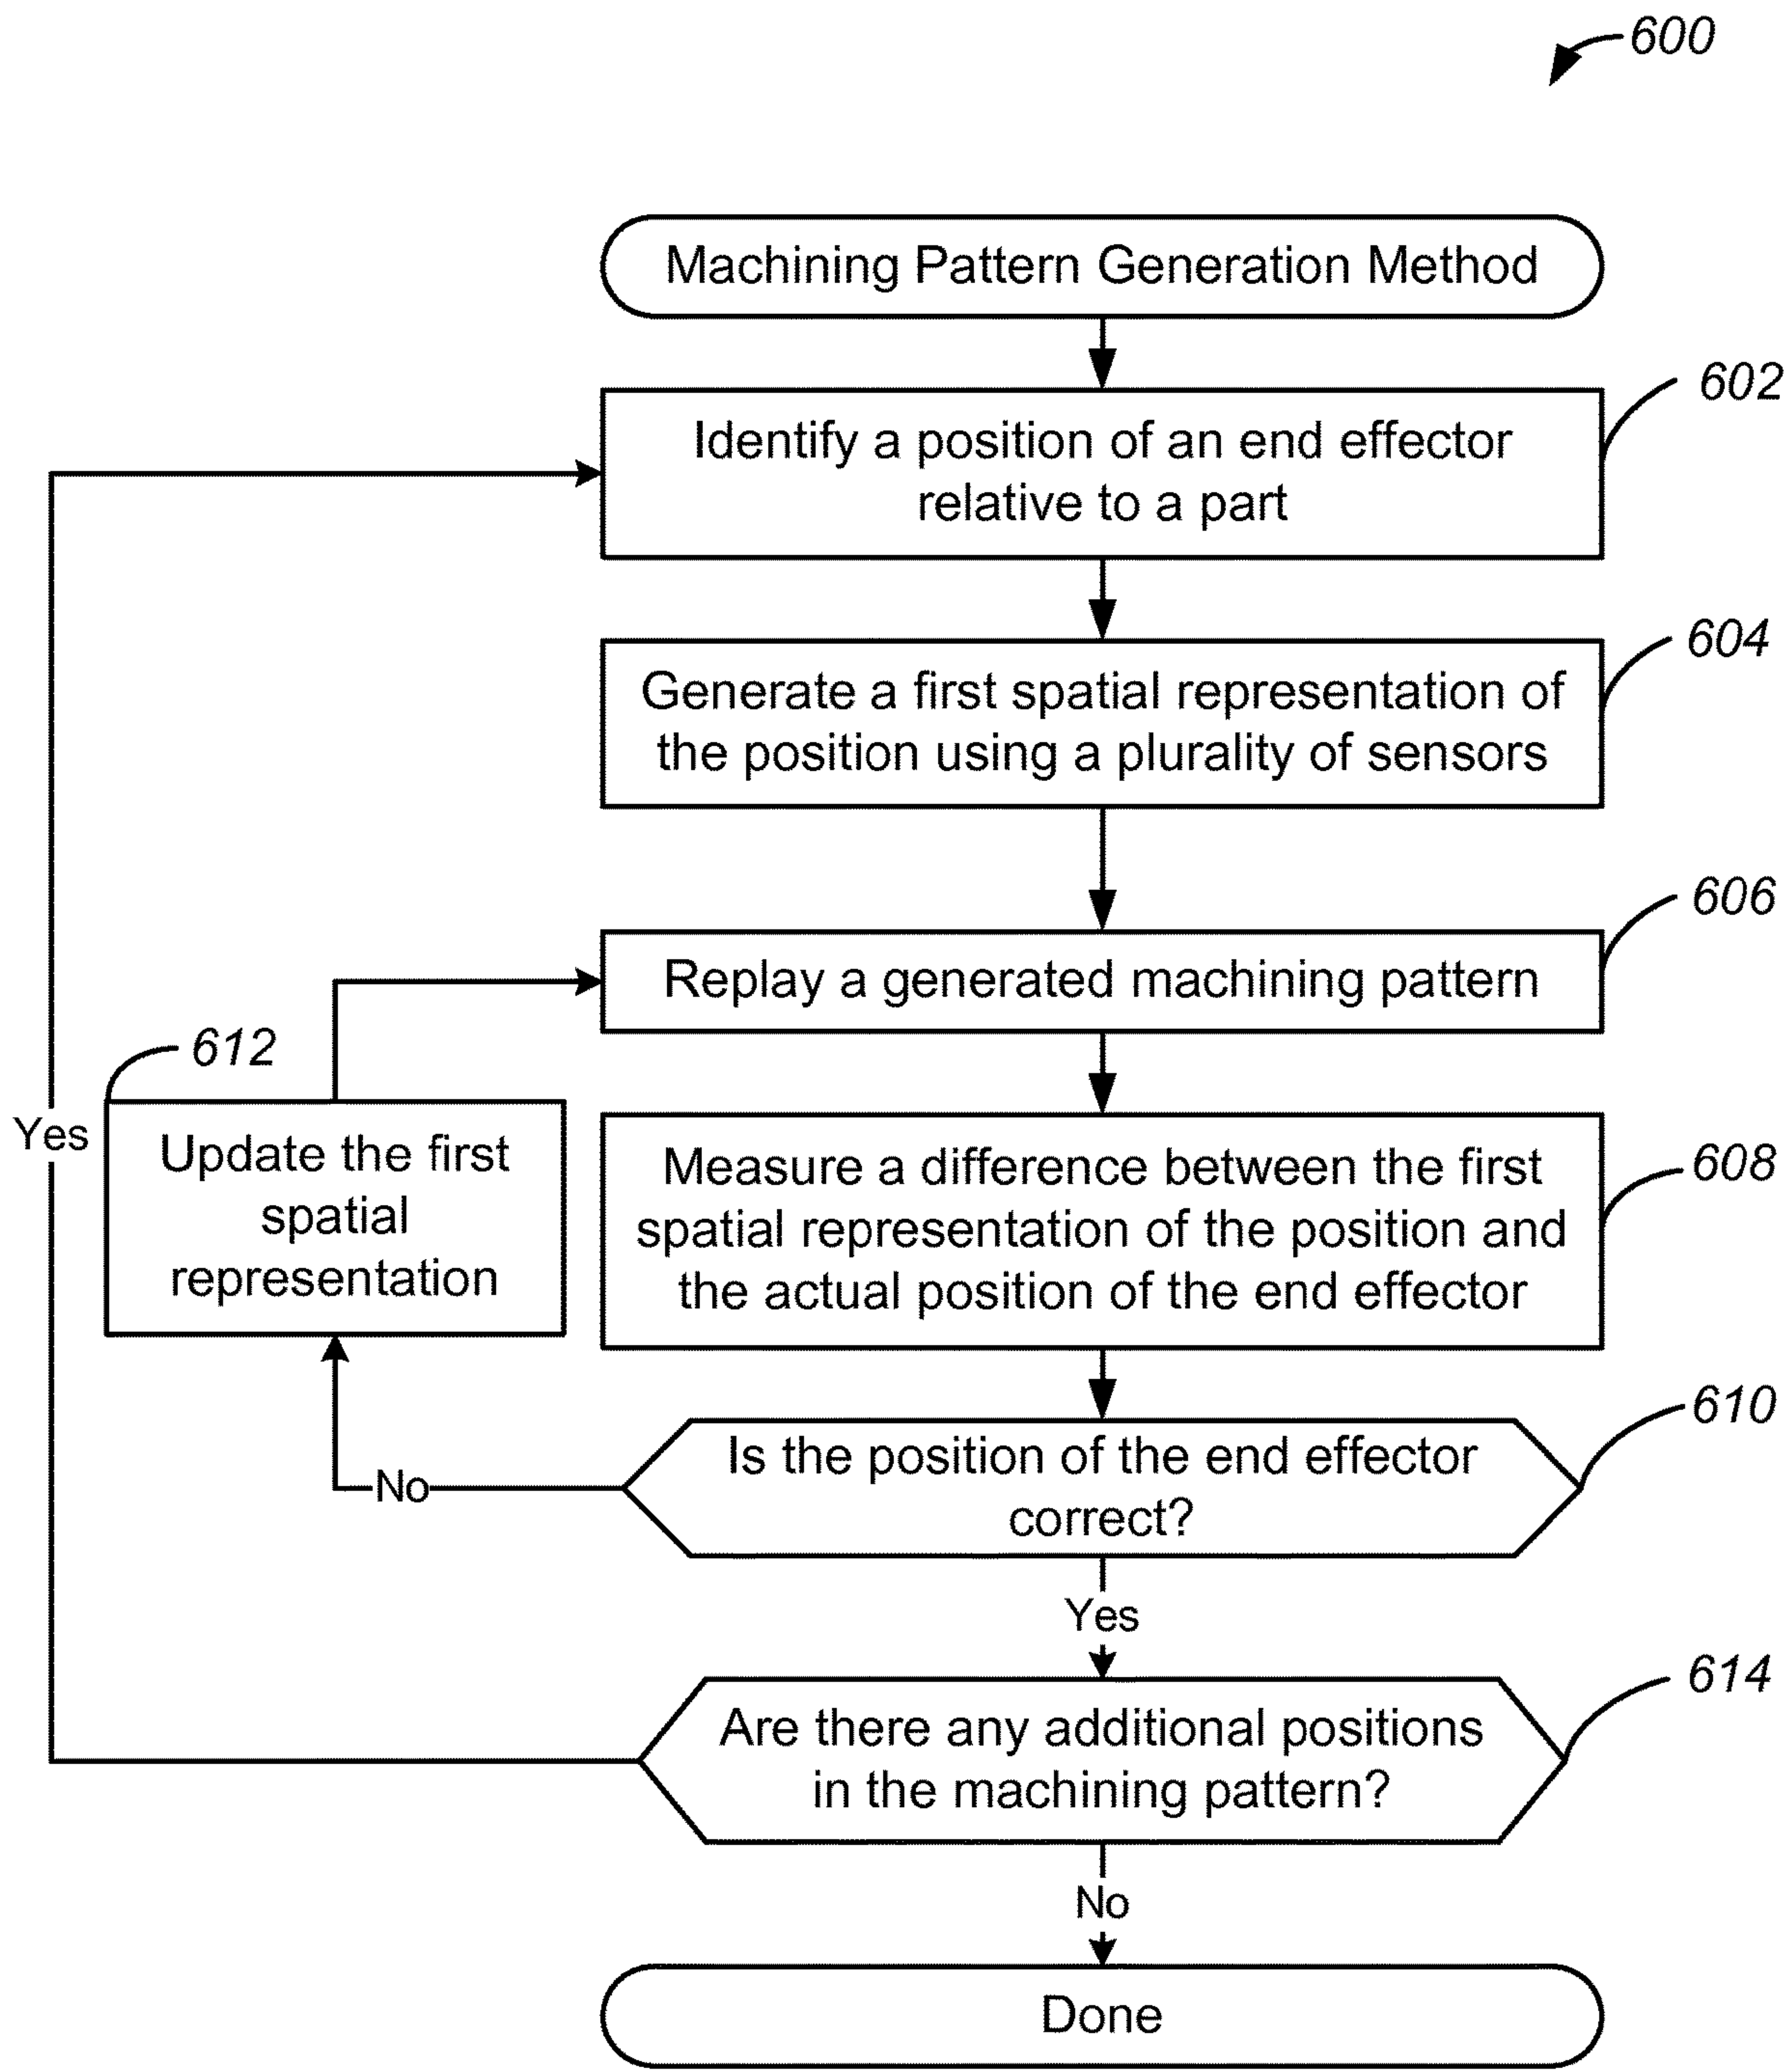 600
Machining Pattern Generation Method
602
Identify a position of an end effector
relative to a part
604
Generate a first spatial representation of
the position using a plurality of sensors
606
Replay a generated machining pattern
612
Update the first
spatial
representation
Yes
608
Measure a difference between the first
spatial representation of the position and
the actual position of the end effector
610
Is the position of the end effector
correct?
No
Yes
614
Are there any additional positions
in the machining pattern?
No
Done